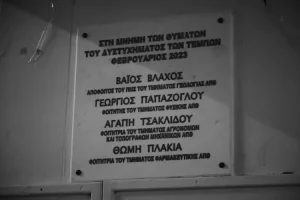 ΣΤΗ ΜΝΗΜΗ ΤΩΝ ΘΥΜΑΤΩΝ
ΤΟΥ ΔΥΣΤΥΧΗΜΑΤΟΣ ΤΩΝ ΤΕΜΠΩΝ
ΦΕΒΡΟΥΑΡΙΟΣ 2023
ΒΑΪΟΣ ΒΛΑΧΟΣ
ΑΠΟΦΟΙΤΟΣ ΤΟΥ ΠΜΣ ΤΟΥ ΤΜΗΜΑΤΟΣ ΓΕΩΛΟΓΙΑΣ ΑΠΘ
ΓΕΩΡΓΙΟΣ ΠΑΠΑΖΟΓΛΟΥ
ΦΟΙΤΗΤΗΣ ΤΟΥ ΤΜΗΜΑΤΟΣ ΦΥΣΙΚΗΣ ΑΠΘ
ΑΓΑΠΗ ΤΣΑΚΛΙΔΟΥ
ΦΟΙΤΗΤΡΙΑ ΤΟΥ ΤΜΗΜΑΤΟΣ ΑΓΡΟΝΟΜΩΝ
ΚΑΙ ΤΟΠΟΓΡΑΦΩΝ ΜΗΧΑΝΙΚΩΝ ΑΠΘ
ΘΩΜΗ ΠΛΑΚΙΑ
ΦΟΙΤΗΤΡΙΑ ΤΟΥ ΤΜΗΜΑΤΟΣ ΦΑΡΜΑΚΕΥΤΙΚΗΣ ΑΠΘ